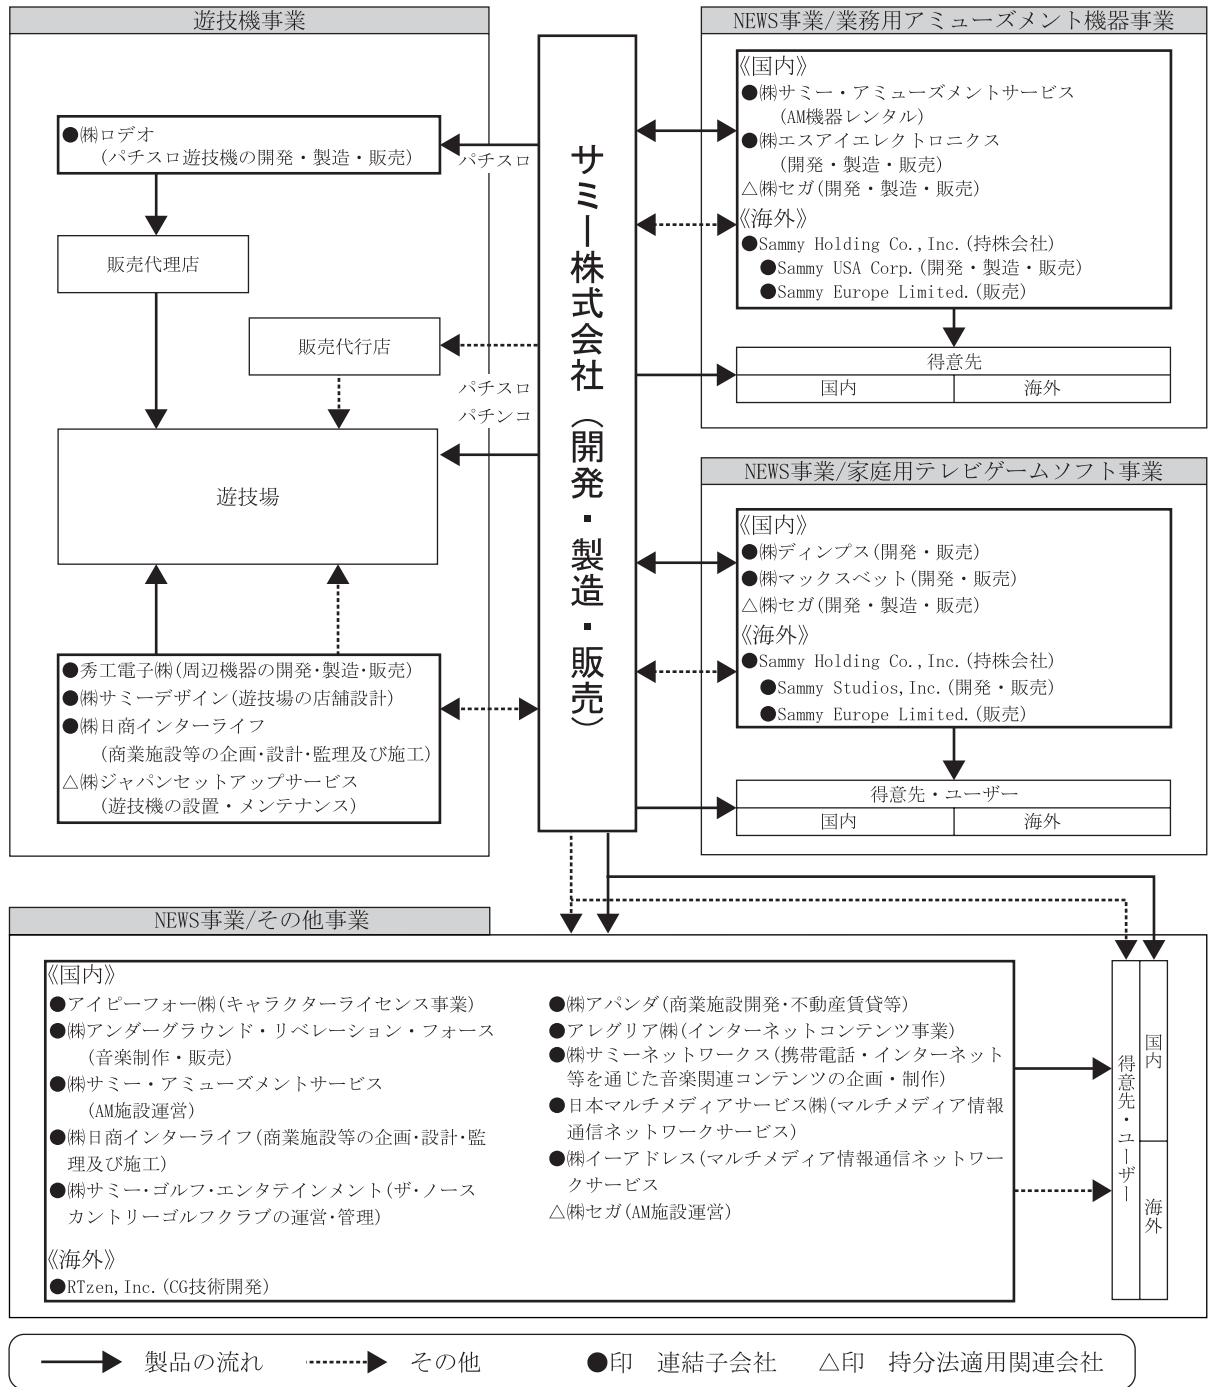 遊技機事業
●㈱ロデオ
(パチスロ遊技機の開発・製造・販売)
パチスロ
販売代理店
販売代行店
パチスロ
パチンコ
遊技場
●秀工電子㈱(周辺機器の開発・製造・販売)
●㈱サミーデザイン(遊技場の店舗設計)
●㈱日商インターライフ
(商業施設等の企画・設計・監理及び施工)
△㈱ジャパンセットアップサービス
(遊技機の設置・メンテナンス)
サミー株式会社(開発・製造・販売)
NEWS事業/業務用アミューズメント機器事業
《国内》
●㈱サミー・アミューズメントサービス
(AM機器レンタル)
●㈱エスアイエレクトロニクス
(開発・製造・販売)
△㈱セガ(開発・製造・販売)
《海外》
●Sammy Holding Co.,Inc.(持株会社)
●Sammy USA Corp.(開発・製造・販売)
●Sammy Europe Limited.(販売)
得意先
国内 海外
NEWS事業/家庭用テレビゲームソフト事業
《国内》
●㈱ディンプス(開発・販売)
●㈱マックスベット(開発・販売)
△㈱セガ(開発・製造・販売)
《海外》
●Sammy Holding Co.,Inc.(持株会社)
●Sammy Studios,Inc.(開発・販売)
●Sammy Europe Limited.(販売)
得意先・ユーザー
国内 海外
NEWS事業/その他事業
《国内》
●アイピーフォー㈱(キャラクターライセンス事業)
●㈱アンダーグラウンド・リベレーション・フォース
(音楽制作・販売)
●㈱サミー・アミューズメントサービス
(AM施設運営)
●㈱日商インターライフ(商業施設等の企画・設計・監
理及び施工)
●㈱サミー・ゴルフ・エンタテインメント(ザ・ノース
カントリーゴルフクラブの運営・管理)
《海外》
●RTzen,Inc.(CG技術開発)
●㈱アパンダ(商業施設開発・不動産賃貸等)
●アレグリア㈱(インターネットコンテンツ事業)
●㈱サミーネットワークス(携帯電話・インターネット
等を通じた音楽関連コンテンツの企画・制作)
●日本マルチメディアサービス㈱(マルチメディア情報
通信ネットワークサービス)
●㈱イーアドレス(マルチメディア情報通信ネットワー
クサービス
△㈱セガ(AM施設運営)
得意先・ユーザー
国内
海外
製品の流れ その他 ●印 連結子会社 △印 持分法適用関連会社